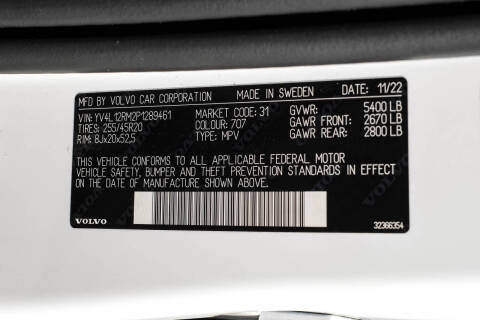 MFD BY VOLVO CAR CORPORATION MADE IN SWEDEN DATE: 11/22
VIN: YV4L12RM2P1289461 MARKET CODE: 31 GVWR: 5400 LB
TIRES: 255/45R20 COLOUR: 707 GAWR FRONT: 2670 LB
RIM: 8Jx20x52,5 TYPE: MPV GAWR REAR: 2800 LB
THIS VEHICLE CONFORMS TO ALL APPLICABLE FEDERAL MOTOR
VEHICLE SAFETY, BUMPER AND THEFT PREVENTION STANDARDS IN
EFFECT ON THE DATE OF MANUFACTURE SHOWN ABOVE.
VOLVO 32366354